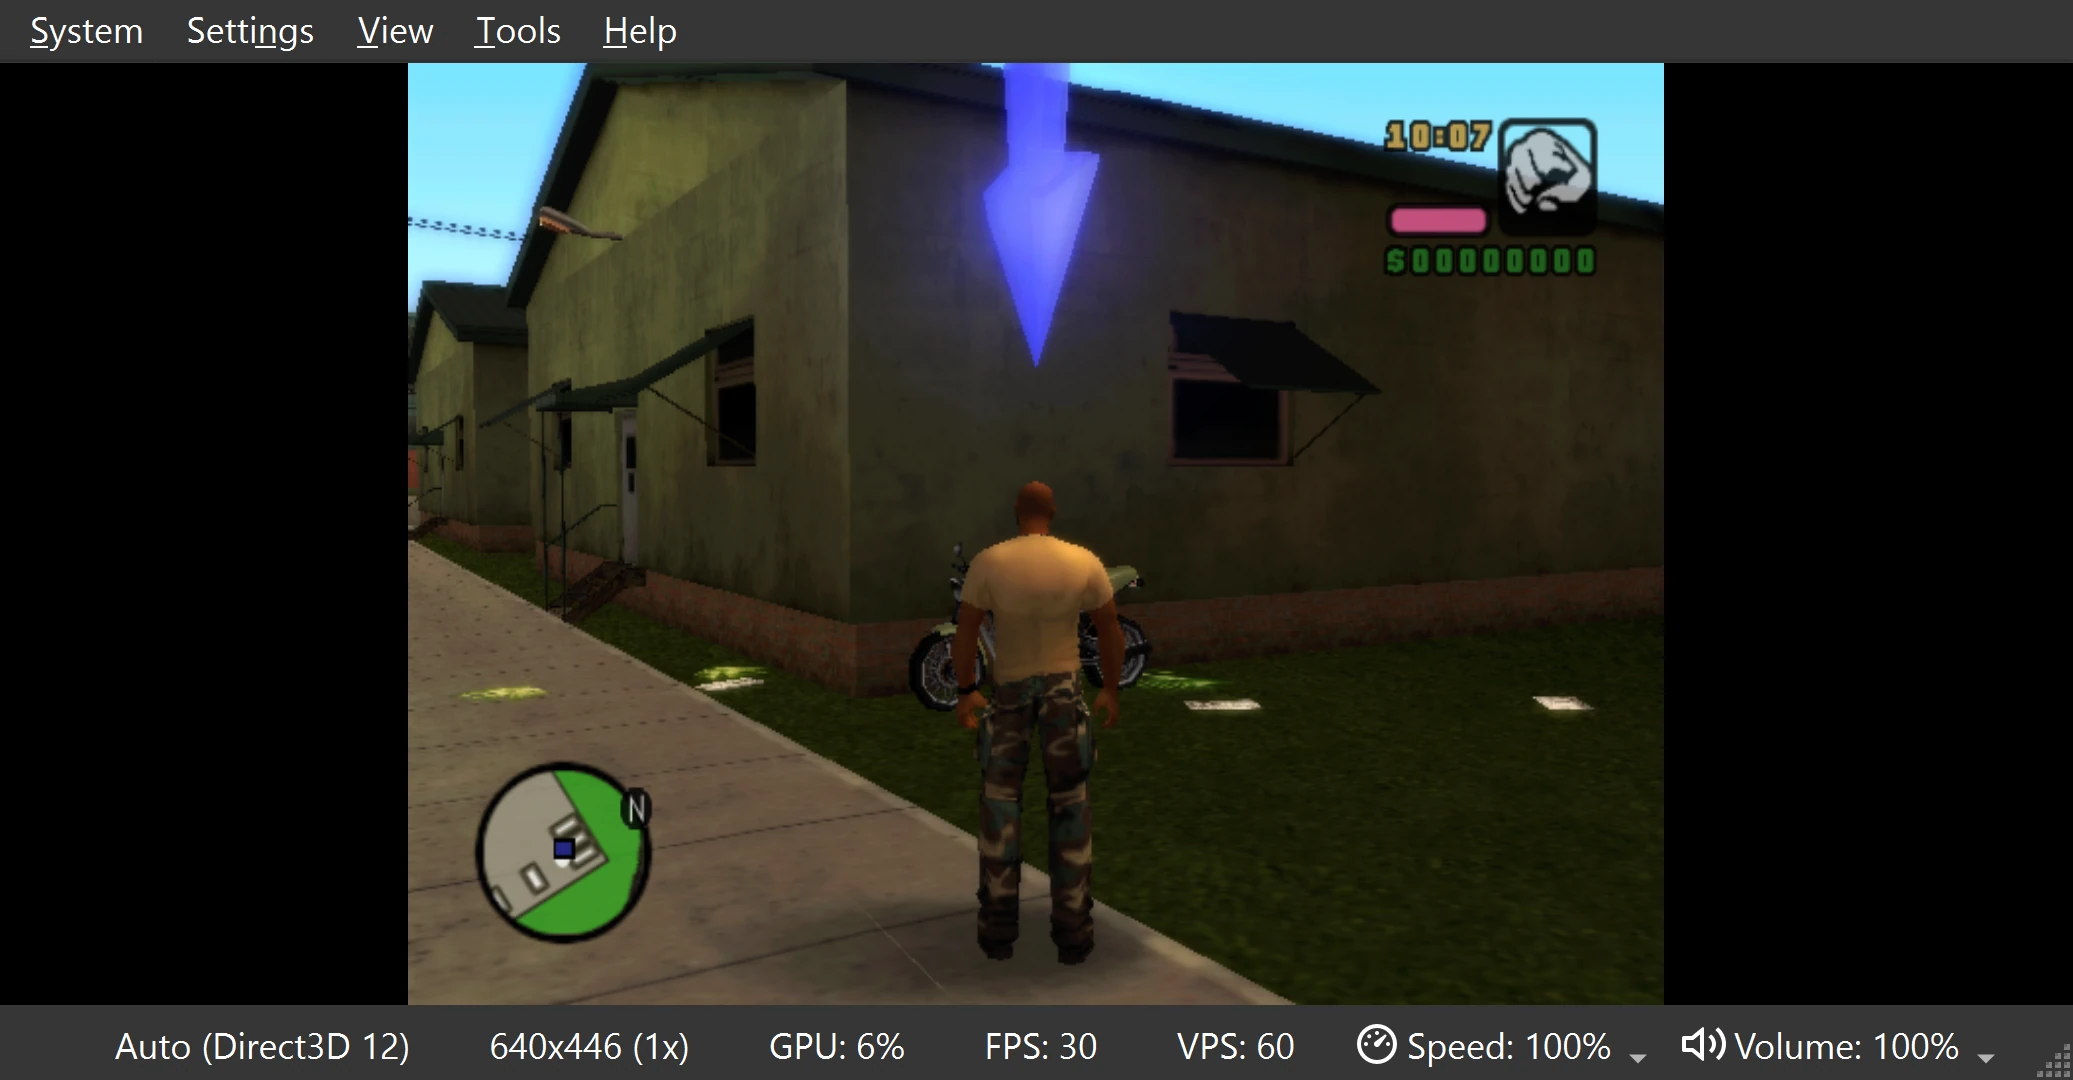 System Settings View Tools Help
10:07
$00000000
N
Auto (Direct3D 12) 640x446 (1x) GPU: 6% FPS: 30 VPS: 60 Speed: 100% Volume: 100%